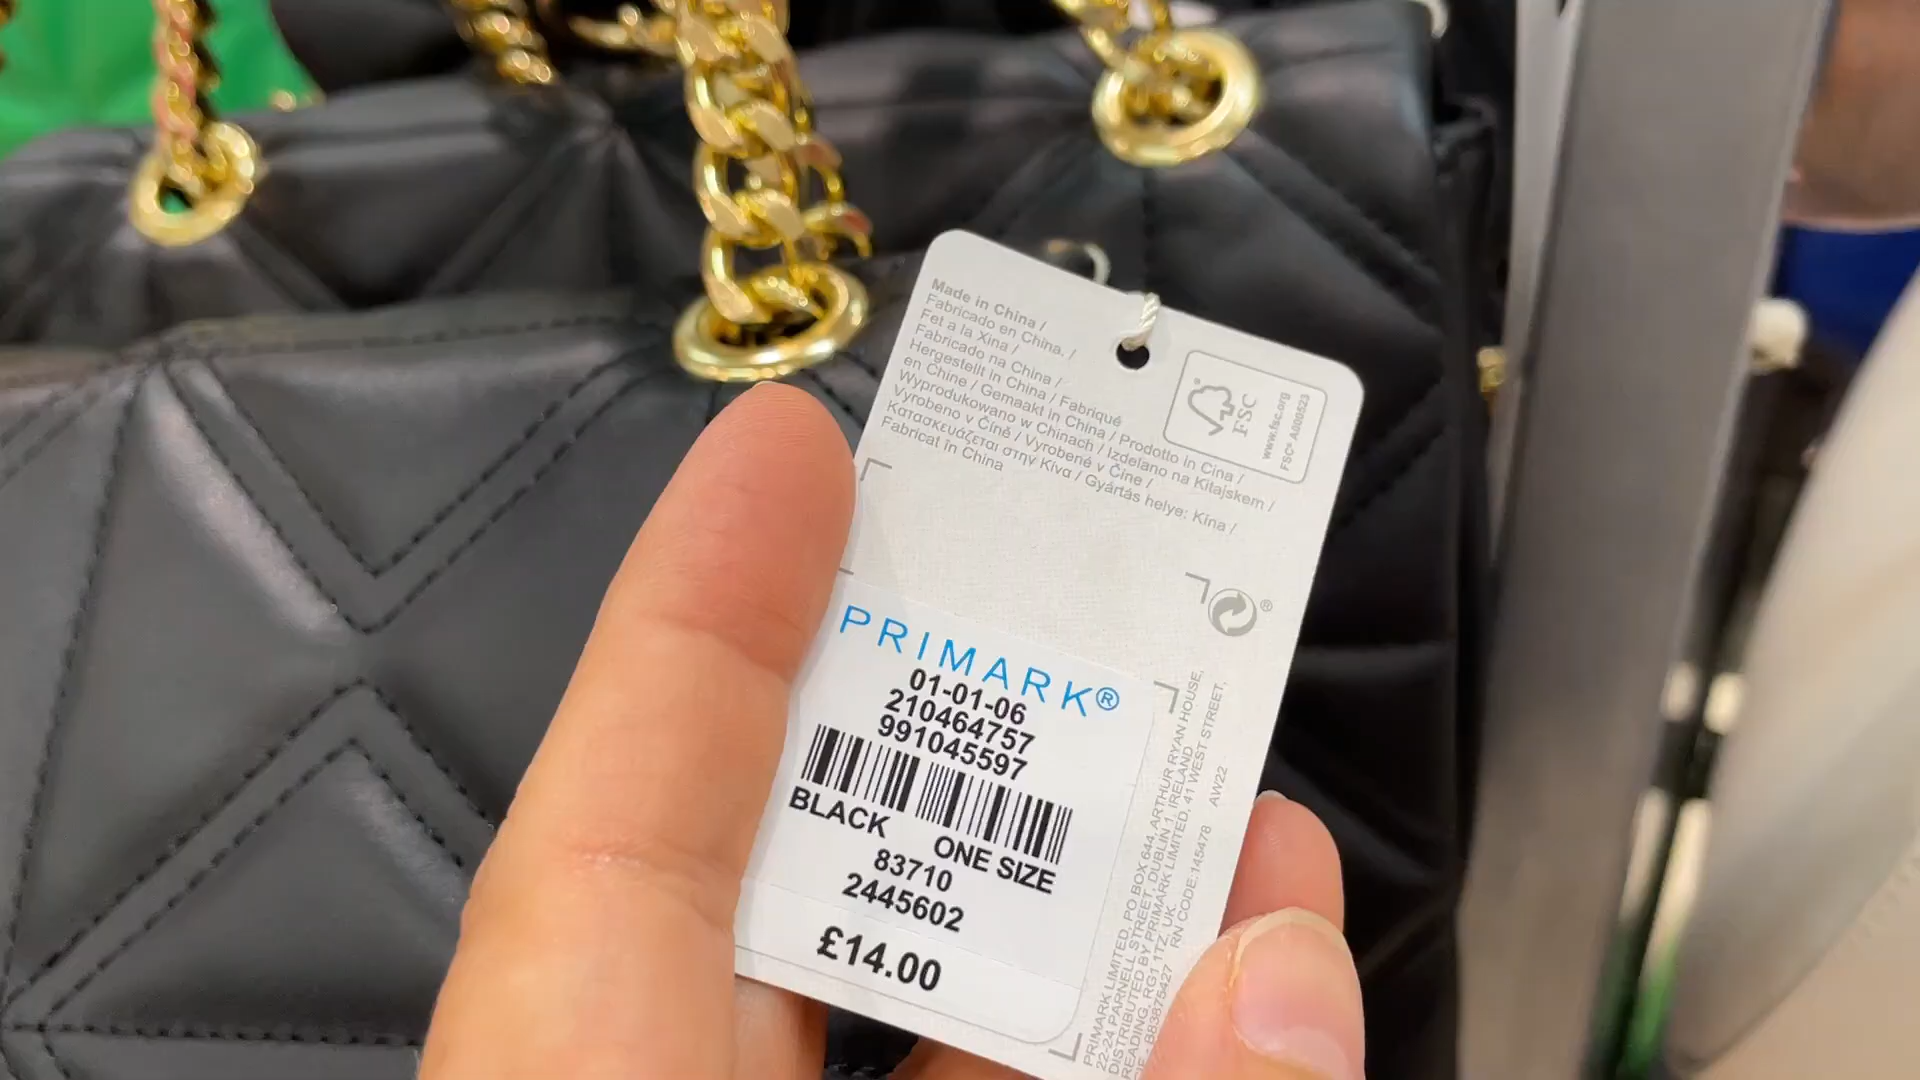 Made in China /
Fabricado en China. /
Fet a la Xina /
Fabricado na China /
Hergestellt in China / Fabriqué
en Chine / Gemaakt in China / Prodotto in Cina /
Wyprodukowano w Chinach / Izdelano na Kitajskem /
Vyrobeno v Číně / Vyrobené v Číne /
Κατασκευάζεται στην Κίνα / Gyártás helye: Kína /
Fabricat în China
FSC
www.fsc.org
FSC® A000523
PRIMARK®
01-01-06
210464757
991045597
BLACK ONE SIZE
83710
2445602
£14.00
PRIMARK LIMITED, PO BOX 644, ARTHUR RYAN HOUSE,
22-24 PARNELL STREET, DUBLIN 1, IRELAND
DISTRIBUTED BY PRIMARK LIMITED, 41 WEST STREET,
READING, RG1 1TZ, UK.
B83875427 RN CODE:145478 AW22